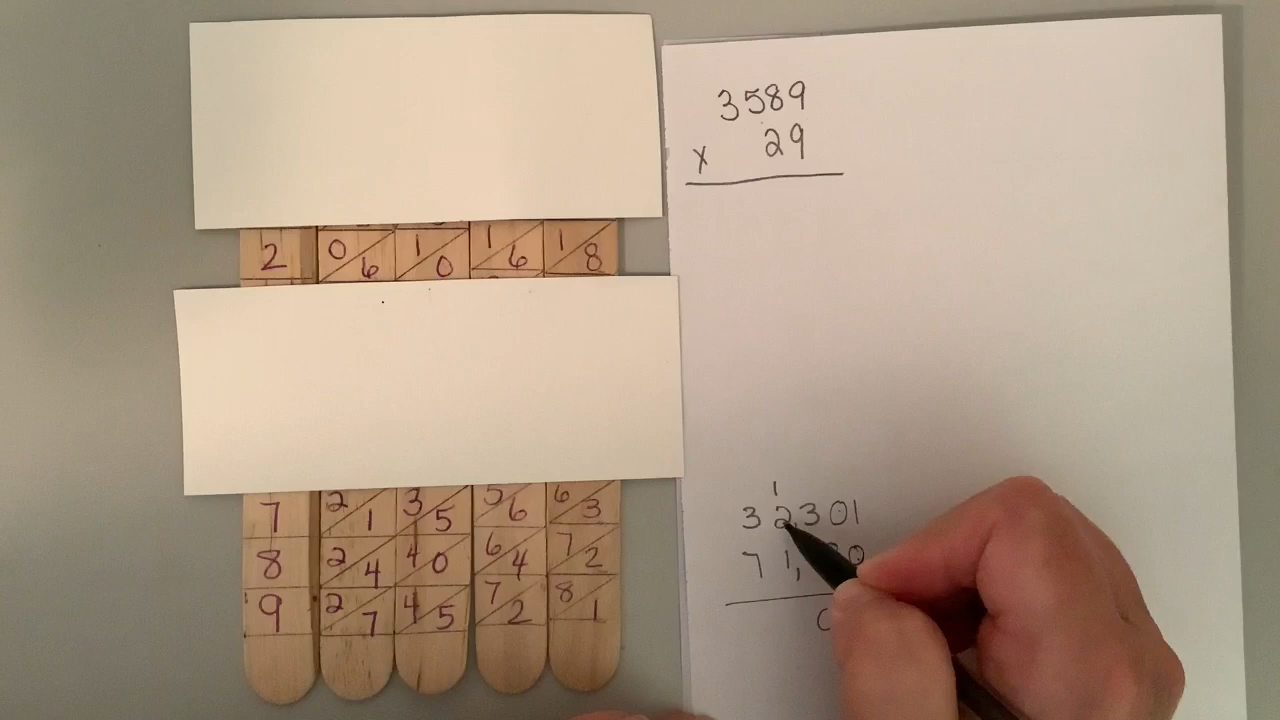 2 0/6 1/0 1/6 1/8
7 2/1 3/5 5/6 6/3
8 2/4 4/0 6/4 7/2
9 2/7 4/5 7/2 8/1
3589
x 29
1
32,301
71,